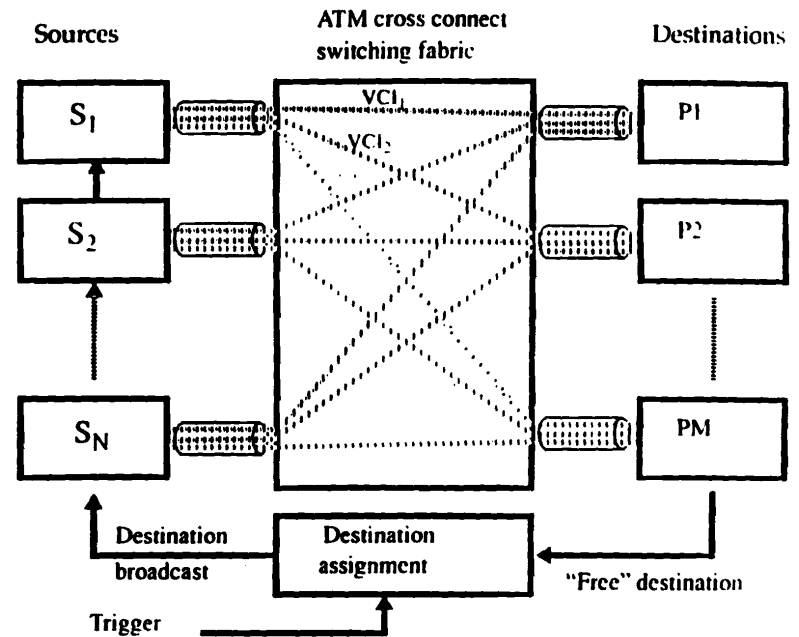 Sources
ATM cross connect
switching fabric
Destinations
S1
VCI1
P1
VCI2
S2
P2
SN
PM
Destination
broadcast
Destination
assignment
"Free" destination
Trigger